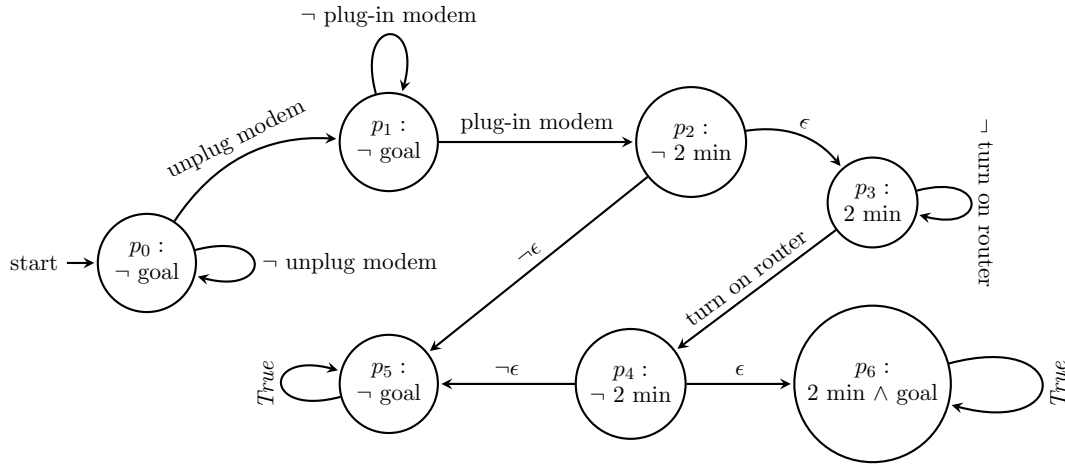 ¬ plug-in modem
p₁ :
¬ goal
unplug modem
plug-in modem
p₂ :
¬ 2 min
ϵ
p₃ :
2 min
¬ turn on router
start
p₀ :
¬ goal
¬ unplug modem
¬ϵ
turn on router
True
p₅ :
¬ goal
¬ϵ
p₄ :
¬ 2 min
ϵ
p₆ :
2 min ∧ goal
True